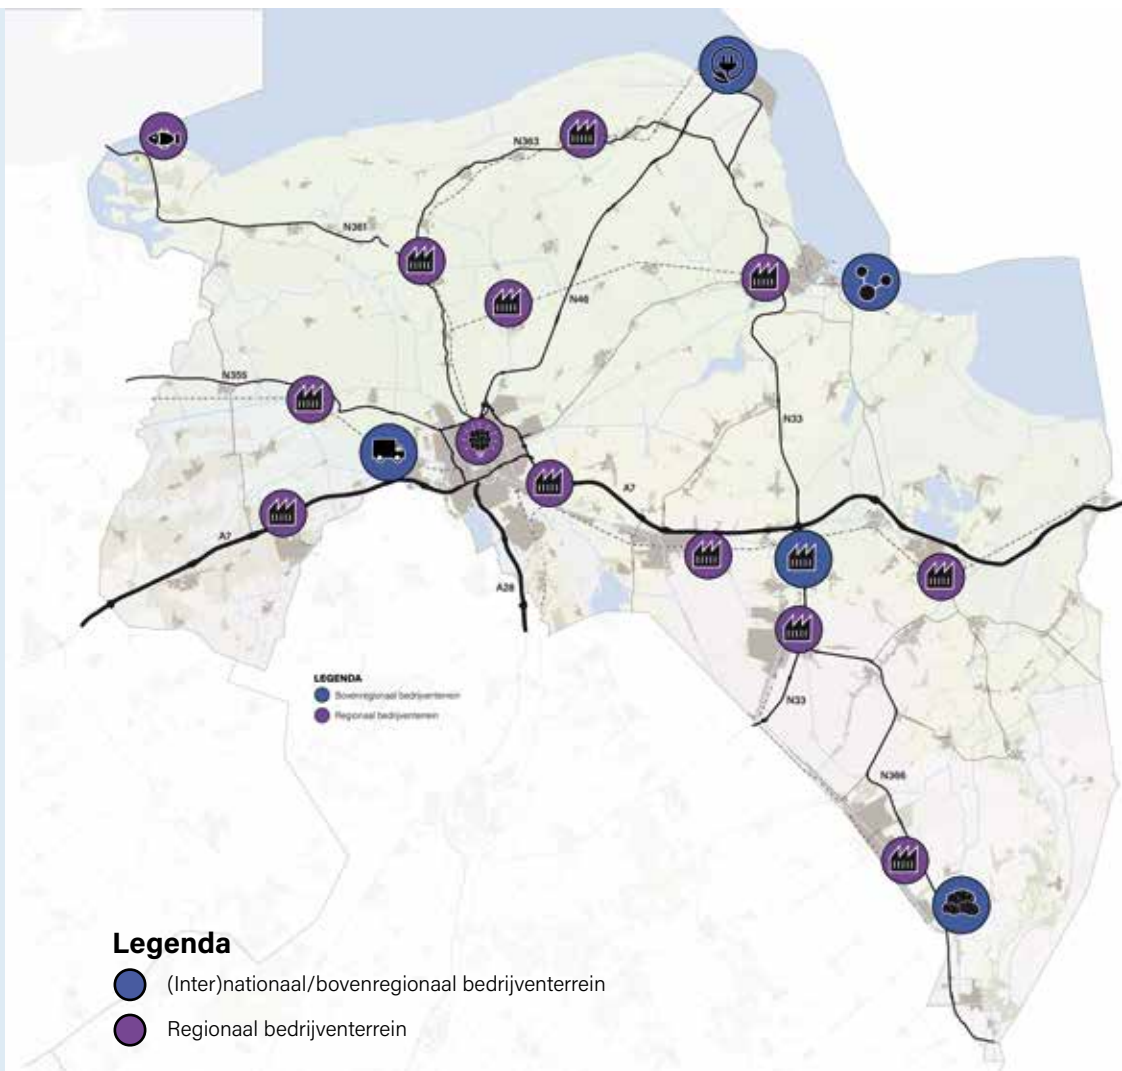 N363
N361
N46
N355
N33
A7
A7
A28
LEGENDA
Bovenregionaal bedrijventerrein
Regionaal bedrijventerrein
N33
N366
Legenda
(Inter)nationaal/bovenregionaal bedrijventerrein
Regionaal bedrijventerrein